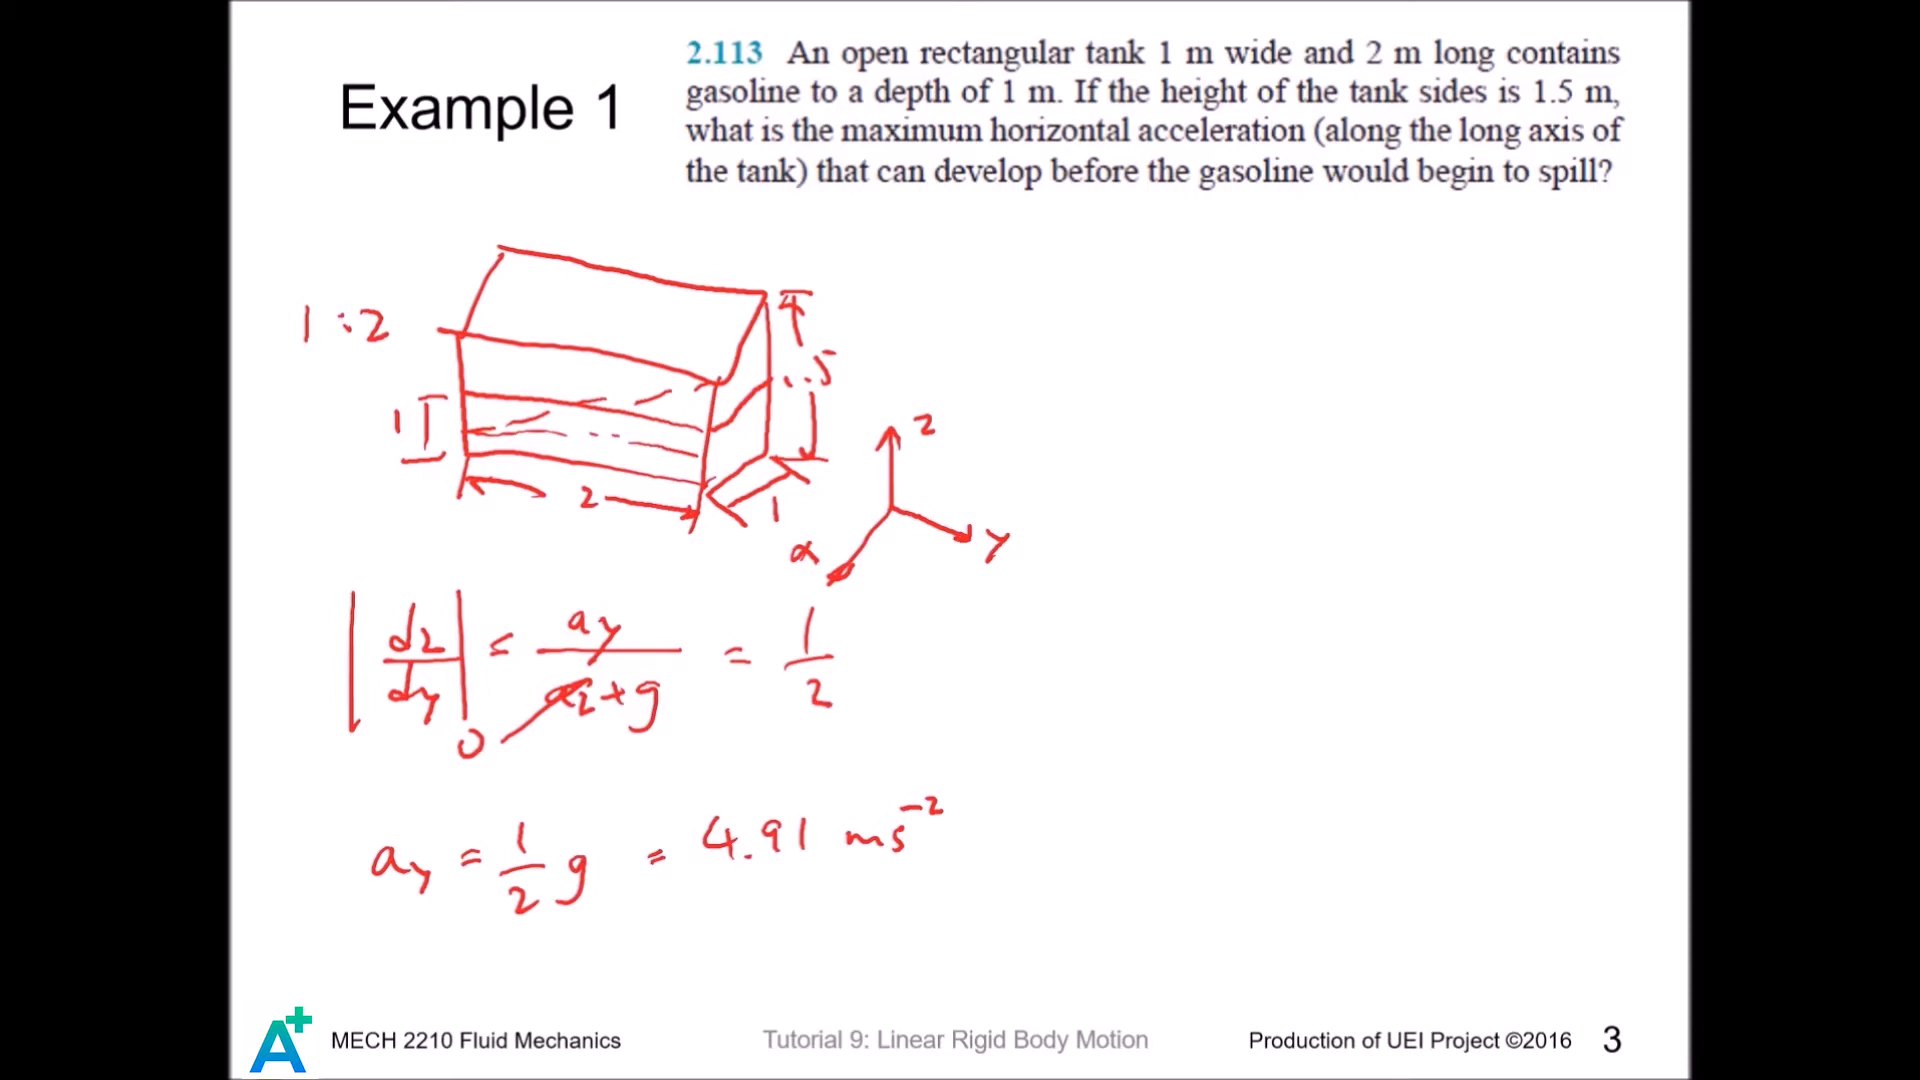 Example 1
2.113 An open rectangular tank 1 m wide and 2 m long contains
gasoline to a depth of 1 m. If the height of the tank sides is 1.5 m,
what is the maximum horizontal acceleration (along the long axis of
the tank) that can develop before the gasoline would begin to spill?
1 : 2
1.5
1
2
1
z
y
x
|dz/dy| = ay/(az+g) = 1/2
0
ay = 1/2 g = 4.91 ms⁻²
A+ MECH 2210 Fluid Mechanics
Tutorial 9: Linear Rigid Body Motion
Production of UEI Project ©2016 3